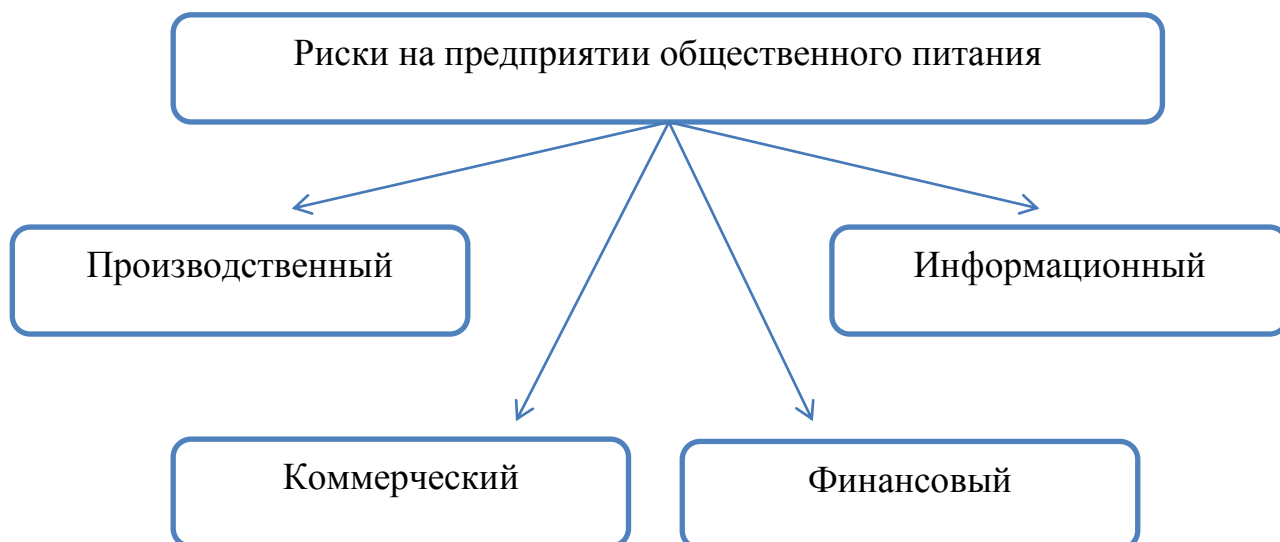 Риски на предприятии общественного питания
Производственный
Информационный
Коммерческий
Финансовый